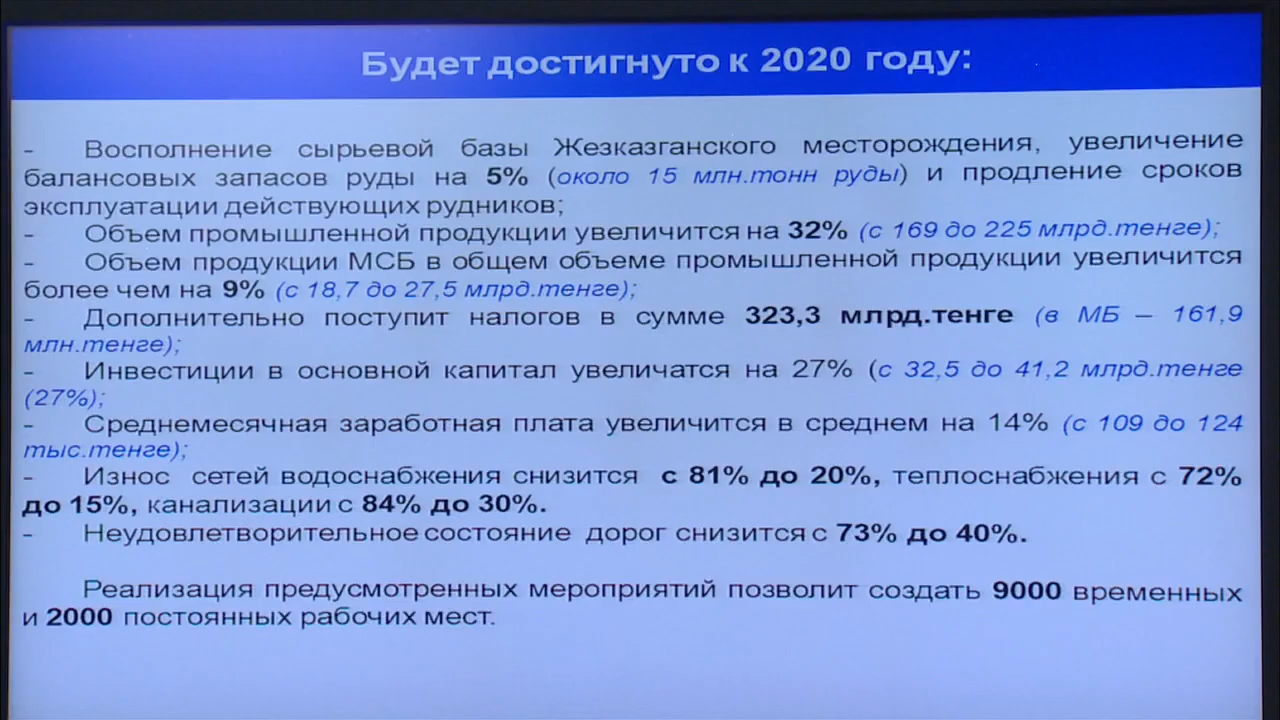 Будет достигнуто к 2020 году:
- Восполнение сырьевой базы Жезказганского месторождения, увеличение
балансовых запасов руды на 5% (около 15 млн.тонн руды) и продление сроков
эксплуатации действующих рудников;
- Объем промышленной продукции увеличится на 32% (с 169 до 225 млрд.тенге);
- Объем продукции МСБ в общем объеме промышленной продукции увеличится
более чем на 9% (с 18,7 до 27,5 млрд.тенге);
- Дополнительно поступит налогов в сумме 323,3 млрд.тенге (в МБ – 161,9
млн.тенге);
- Инвестиции в основной капитал увеличатся на 27% (с 32,5 до 41,2 млрд.тенге
(27%);
- Среднемесячная заработная плата увеличится в среднем на 14% (с 109 до 124
тыс.тенге);
- Износ сетей водоснабжения снизится с 81% до 20%, теплоснабжения с 72%
до 15%, канализации с 84% до 30%.
- Неудовлетворительное состояние дорог снизится с 73% до 40%.
Реализация предусмотренных мероприятий позволит создать 9000 временных
и 2000 постоянных рабочих мест.